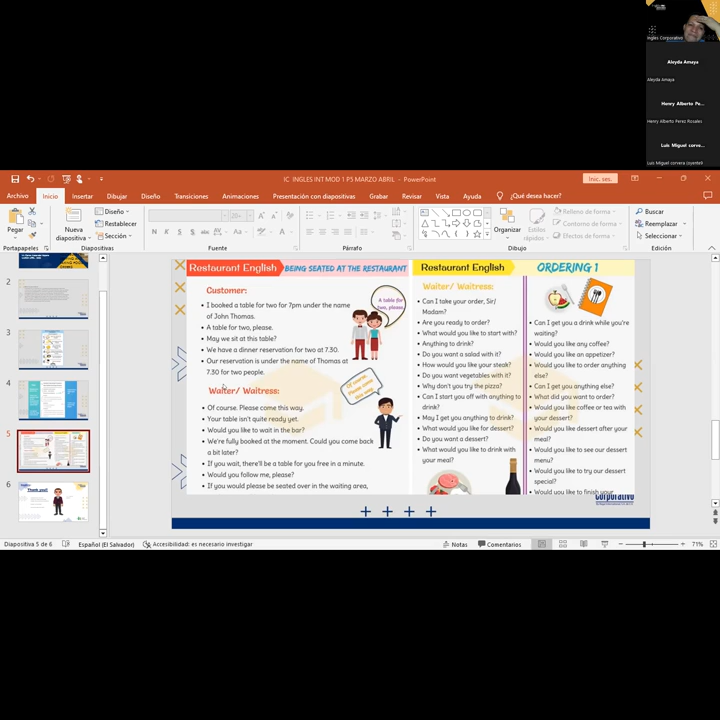 Ingles Corporativo
Aleyda Amaya
Aleyda Amaya
Henry Alberto Pe...
Henry Alberto Perez Rosales
Luis Miguel corve...
Luis Miguel corvera (oyente)
IC INGLES INT MOD 1 P5 MARZO ABRIL - PowerPoint
Inic. ses.
Archivo Inicio Insertar Dibujar Diseño Transiciones Animaciones Presentación con diapositivas Grabar Revisar Vista Ayuda ¿Qué desea hacer?
Pegar
Nueva diapositiva
Diseño
Restablecer
Sección
Organizar
Estilos rápidos
Relleno de forma
Contorno de forma
Efectos de forma
Buscar
Reemplazar
Seleccionar
Portapapeles Diapositivas Fuente Párrafo Dibujo Edición
2
3
4
5
6
Thank you!
Restaurant English BEING SEATED AT THE RESTAURANT
Customer:
• I booked a table for two for 7pm under the name
of John Thomas.
• A table for two, please.
• May we sit at this table?
• We have a dinner reservation for two at 7.30.
• Our reservation is under the name of Thomas at
7.30 for two people.
A table for
two, please
Waiter/ Waitress:
Of course.
Please come
this way.
• Of course. Please come this way.
• Your table isn't quite ready yet.
• Would you like to wait in the bar?
• We're fully booked at the moment. Could you come back
a bit later?
• If you wait, there'll be a table for you free in a minute.
• Would you follow me, please?
• If you would please be seated over in the waiting area,
Restaurant English ORDERING 1
Waiter/ Waitress:
• Can I take your order, Sir/
Madam?
• Are you ready to order?
• What would you like to start with?
• Anything to drink?
• Do you want a salad with it?
• How would you like your steak?
• Do you want vegetables with it?
• Why don't you try the pizza?
• Can I start you off with anything to
drink?
• May I get you anything to drink?
• What would you like for dessert?
• Do you want a dessert?
• What would you like to drink with
your meal?
• Can I get you a drink while you're
waiting?
• Would you like any coffee?
• Would you like an appetizer?
• Would you like to order anything
else?
• Can I get you anything else?
• What did you want to order?
• Would you like coffee or tea with
your dessert?
• Would you like dessert after your
meal?
• Would you like to see our dessert
menu?
• Would you like to try our dessert
special?
• Would you like to finish your
Corporativo
Diapositiva 5 de 6 Español (El Salvador) Accesibilidad: es necesario investigar Notas Comentarios 71%